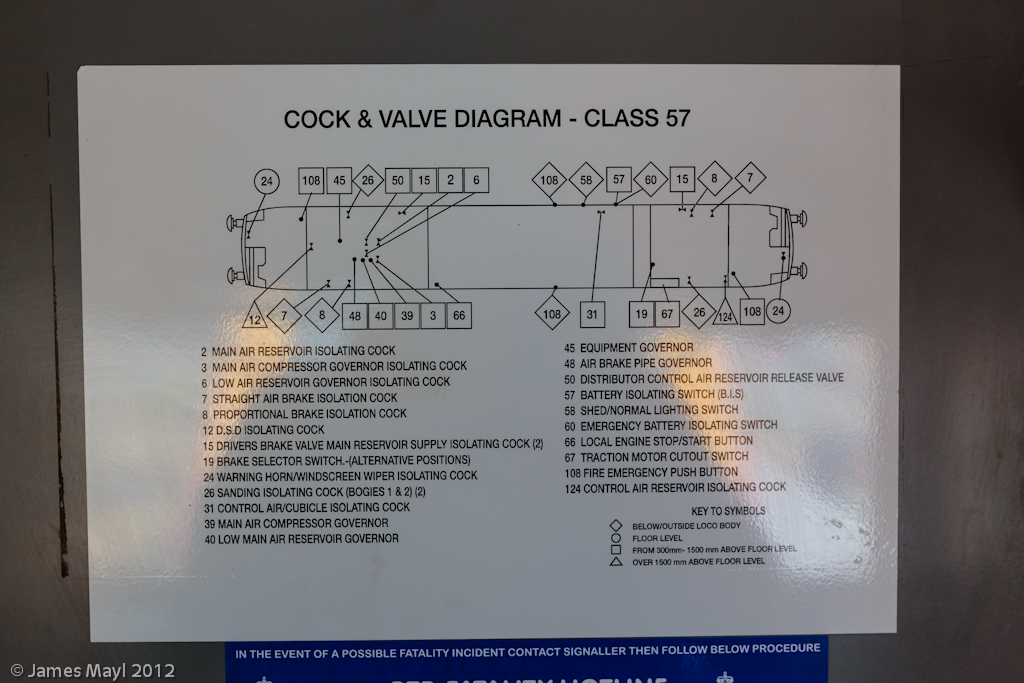 COCK & VALVE DIAGRAM - CLASS 57
24 108 45 26 50 15 2 6 108 58 57 60 15 8 7
12 7 8 48 40 39 3 66 108 31 19 67 26 124 108 24
2 MAIN AIR RESERVOIR ISOLATING COCK
3 MAIN AIR COMPRESSOR GOVERNOR ISOLATING COCK
6 LOW AIR RESERVOIR GOVERNOR ISOLATING COCK
7 STRAIGHT AIR BRAKE ISOLATION COCK
8 PROPORTIONAL BRAKE ISOLATION COCK
12 D.S.D ISOLATING COCK
15 DRIVERS BRAKE VALVE MAIN RESERVOIR SUPPLY ISOLATING COCK (2)
19 BRAKE SELECTOR SWITCH.-(ALTERNATIVE POSITIONS)
24 WARNING HORN/WINDSCREEN WIPER ISOLATING COCK
26 SANDING ISOLATING COCK (BOGIES 1 & 2) (2)
31 CONTROL AIR/CUBICLE ISOLATING COCK
39 MAIN AIR COMPRESSOR GOVERNOR
40 LOW MAIN AIR RESERVOIR GOVERNOR
45 EQUIPMENT GOVERNOR
48 AIR BRAKE PIPE GOVERNOR
50 DISTRIBUTOR CONTROL AIR RESERVOIR RELEASE VALVE
57 BATTERY ISOLATING SWITCH (B.I.S)
58 SHED/NORMAL LIGHTING SWITCH
60 EMERGENCY BATTERY ISOLATING SWITCH
66 LOCAL ENGINE STOP/START BUTTON
67 TRACTION MOTOR CUTOUT SWITCH
108 FIRE EMERGENCY PUSH BUTTON
124 CONTROL AIR RESERVOIR ISOLATING COCK
KEY TO SYMBOLS
BELOW/OUTSIDE LOCO BODY
FLOOR LEVEL
FROM 300mm- 1500 mm ABOVE FLOOR LEVEL
OVER 1500 mm ABOVE FLOOR LEVEL
IN THE EVENT OF A POSSIBLE FATALITY INCIDENT CONTACT SIGNALLER THEN FOLLOW BELOW PROCEDURE
FATALITY HOTLINE
© James Mayl 2012